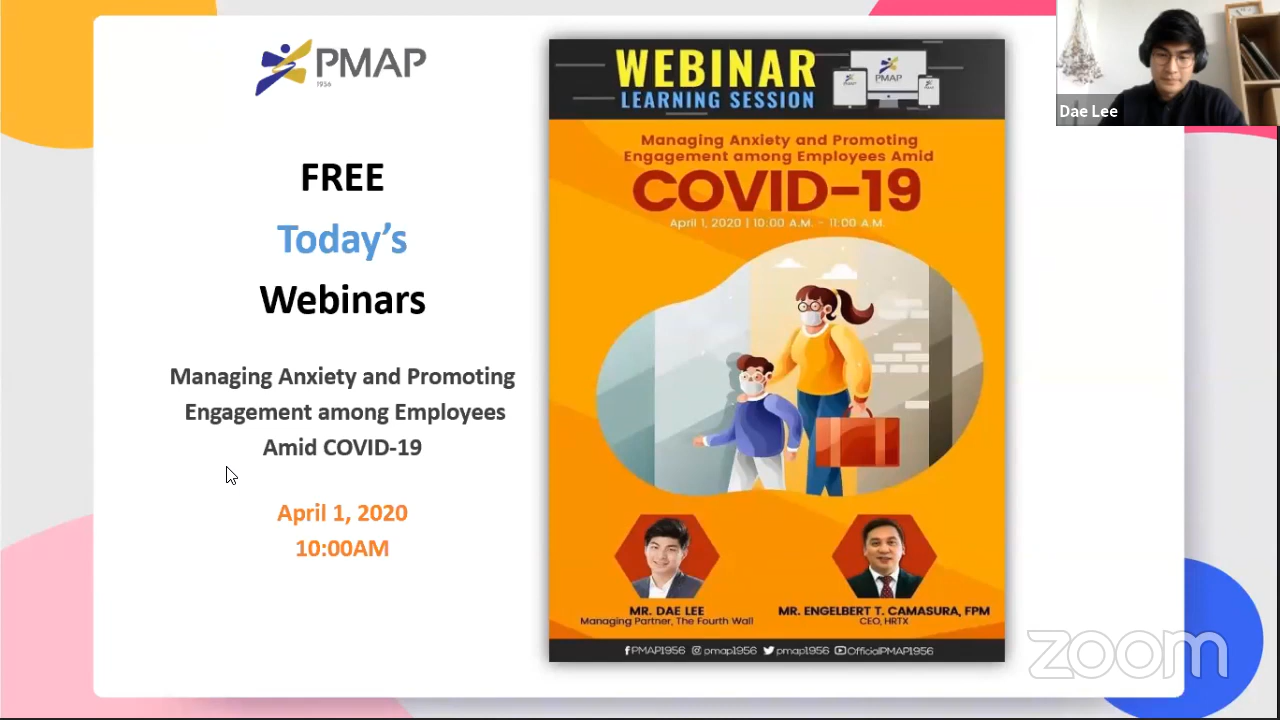 PMAP
1956
FREE
Today's
Webinars
Managing Anxiety and Promoting
Engagement among Employees
Amid COVID-19
April 1, 2020
10:00AM
WEBINAR
LEARNING SESSION
PMAP
Managing Anxiety and Promoting
Engagement among Employees Amid
COVID-19
April 1, 2020 | 10:00 A.M. - 11:00 A.M.
MR. DAE LEE
Managing Partner, The Fourth Wall
MR. ENGELBERT T. CAMASURA, FPM
CEO, HRTX
PMAP1956 pmap1956 pmap1956 OfficialPMAP1956
Dae Lee
zoom